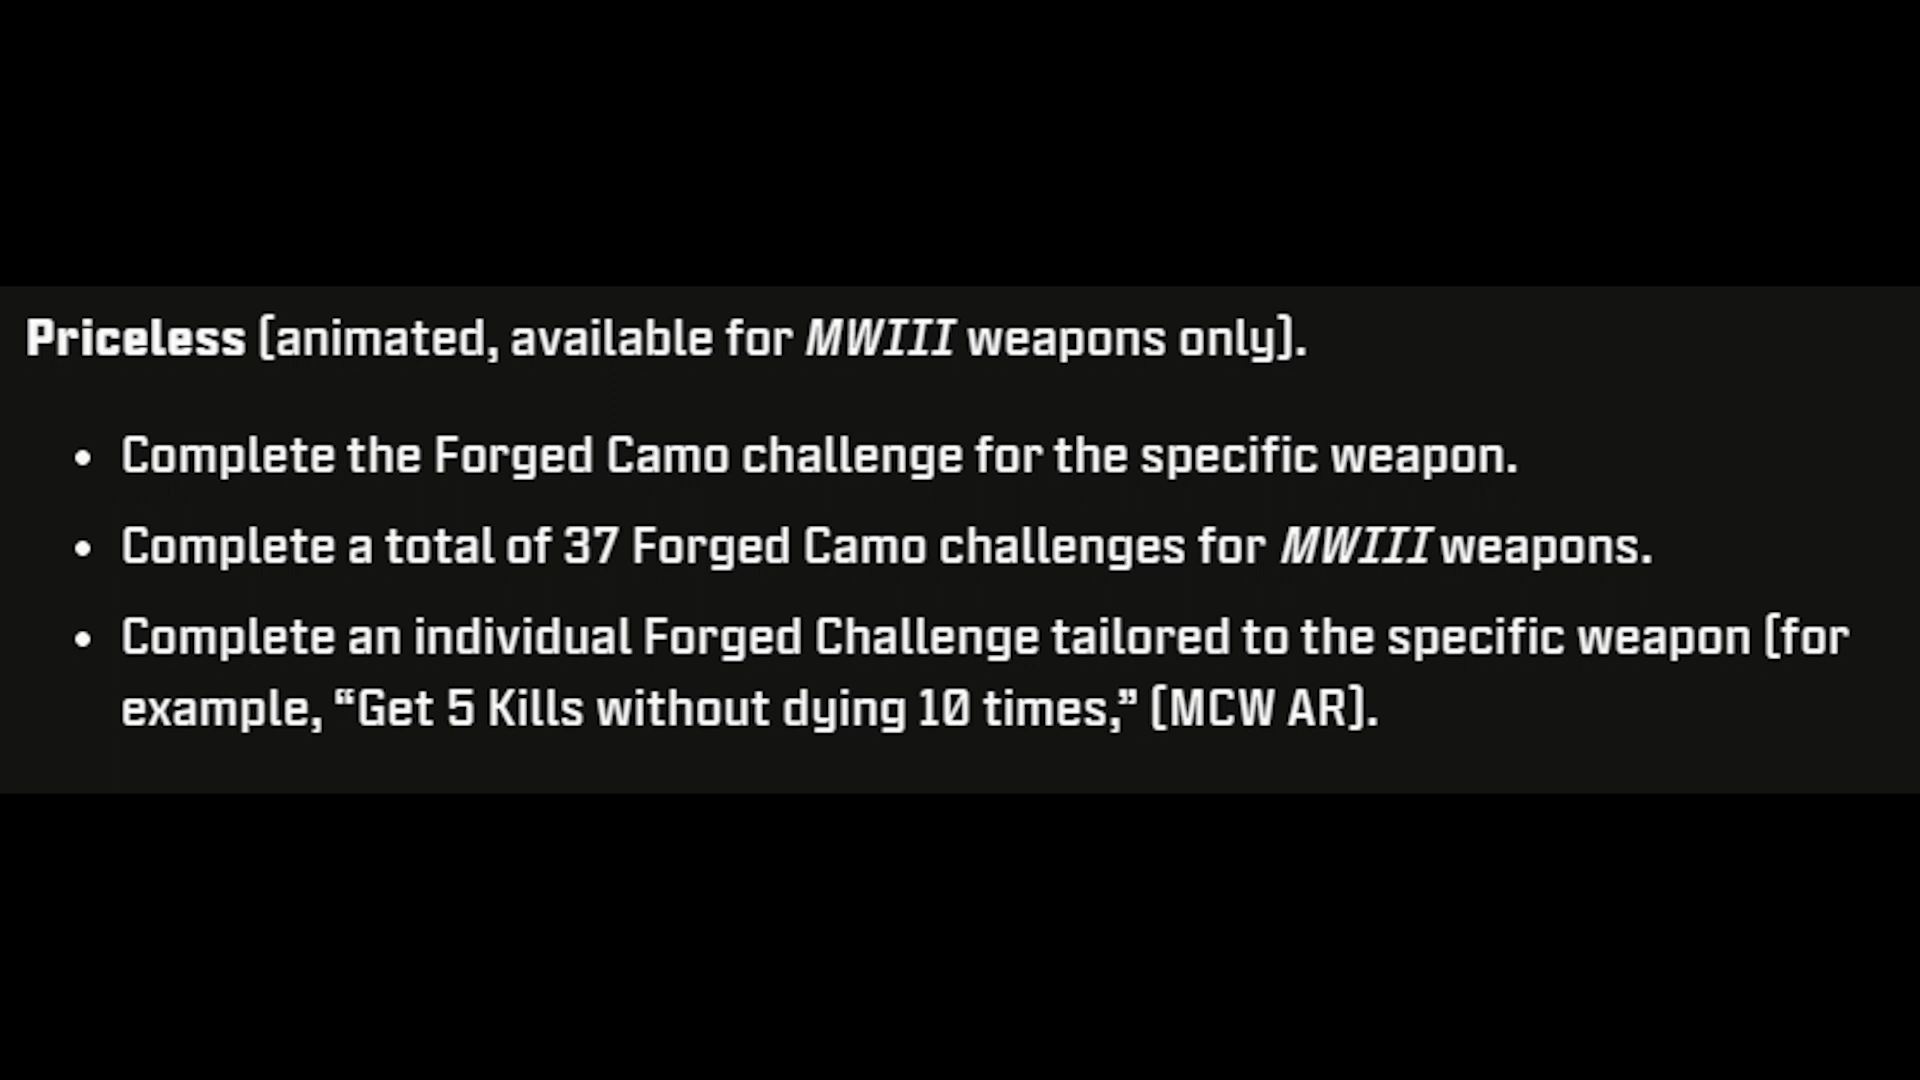 Priceless (animated, available for MWIII weapons only).
• Complete the Forged Camo challenge for the specific weapon.
• Complete a total of 37 Forged Camo challenges for MWIII weapons.
• Complete an individual Forged Challenge tailored to the specific weapon (for
example, “Get 5 Kills without dying 10 times,” (MCW AR).